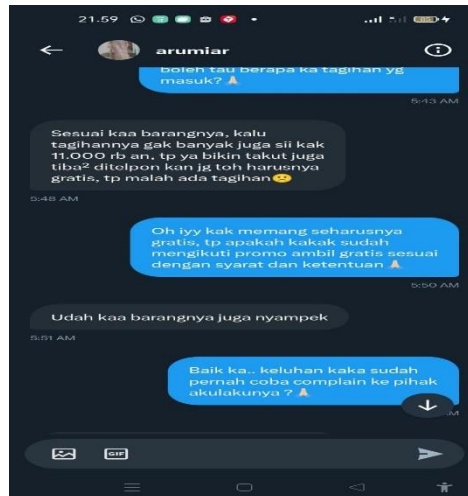 21.59
arumiar
boleh tau berapa ka tagihan yg
masuk? 🙏🏻
5:43 AM
Sesuai kaa barangnya, kalu
tagihannya gak banyak juga sii kak
11.000 rb an, tp ya bikin takut juga
tiba² ditelpon kan jg toh harusnya
gratis, tp malah ada tagihan😕
5:48 AM
Oh iyy kak memang seharusnya
gratis, tp apakah kakak sudah
mengikuti promo ambil gratis sesuai
dengan syarat dan ketentuan 🙏🏻
5:50 AM
Udah kaa barangnya juga nyampek
5:51 AM
Baik ka.. keluhan kaka sudah
pernah coba complain ke pihak
akulakunya ? 🙏🏻
GIF